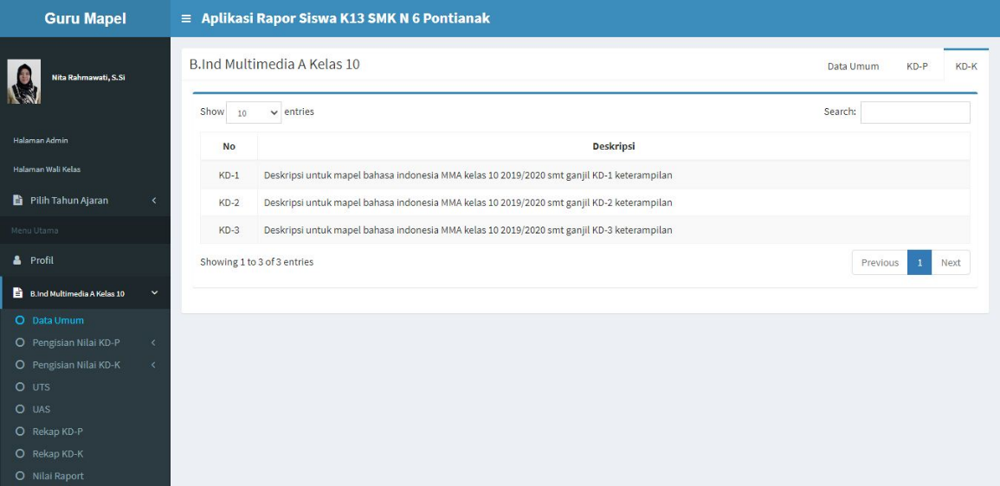 Guru Mapel
Aplikasi Rapor Siswa K13 SMK N 6 Pontianak
Nita Rahmawati, S.Si
Halaman Admin
Halaman Wali Kelas
Pilih Tahun Ajaran
Menu Utama
Profil
B.Ind Multimedia A Kelas 10
Data Umum
Pengisian Nilai KD-P
Pengisian Nilai KD-K
UTS
UAS
Rekap KD-P
Rekap KD-K
Nilai Raport
B.Ind Multimedia A Kelas 10
Data Umum KD-P KD-K
Show 10 entries Search:
No Deskripsi
KD-1 Deskripsi untuk mapel bahasa indonesia MMA kelas 10 2019/2020 smt ganjil KD-1 keterampilan
KD-2 Deskripsi untuk mapel bahasa indonesia MMA kelas 10 2019/2020 smt ganjil KD-2 keterampilan
KD-3 Deskripsi untuk mapel bahasa indonesia MMA kelas 10 2019/2020 smt ganjil KD-3 keterampilan
Showing 1 to 3 of 3 entries Previous 1 Next